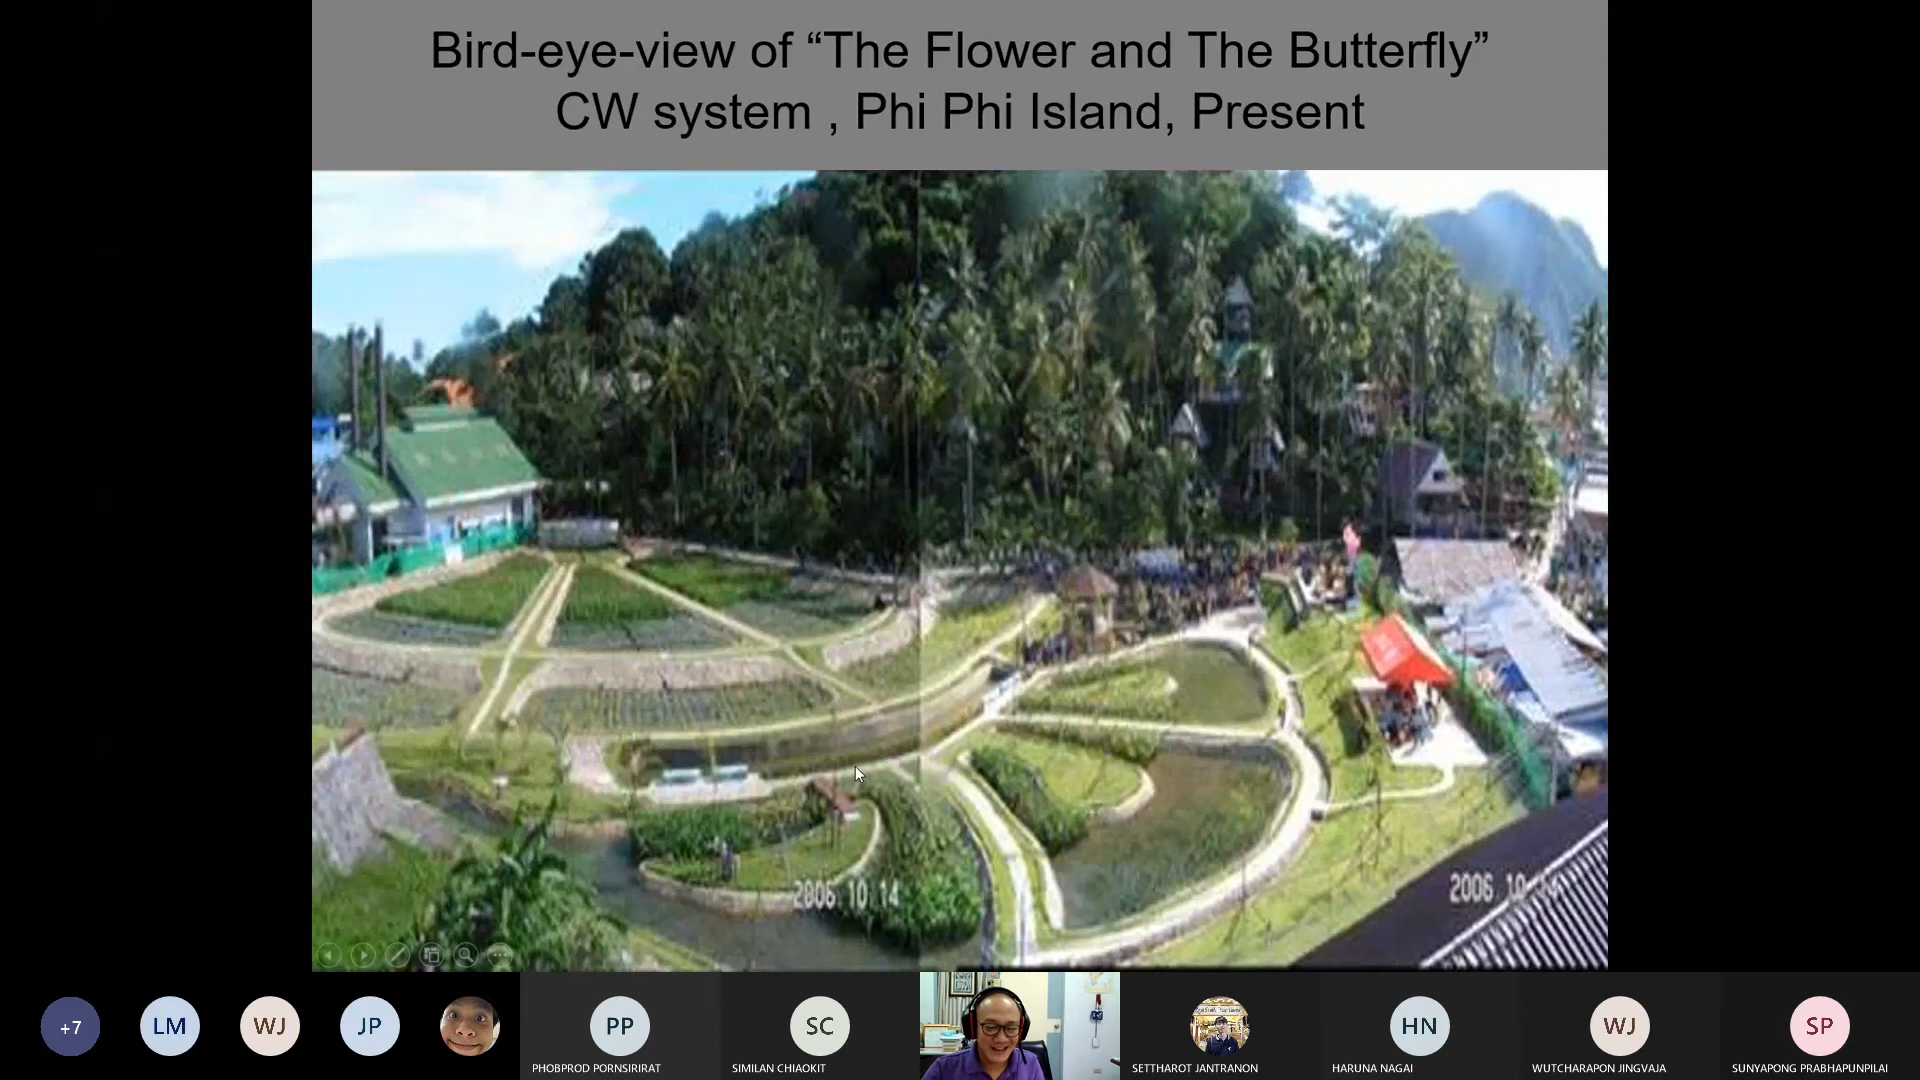 Bird-eye-view of “The Flower and The Butterfly”
CW system , Phi Phi Island, Present
2006.10.14
2006.10.14
+7
LM
WJ
JP
PP
SC
HN
WJ
SP
PHOBPROD PORNSIRIRAT
SIMILAN CHIAOKIT
SETTHAROT JANTRANON
HARUNA NAGAI
WUTCHARAPON JINGVAJA
SUNYAPONG PRABHAPUNPILAI